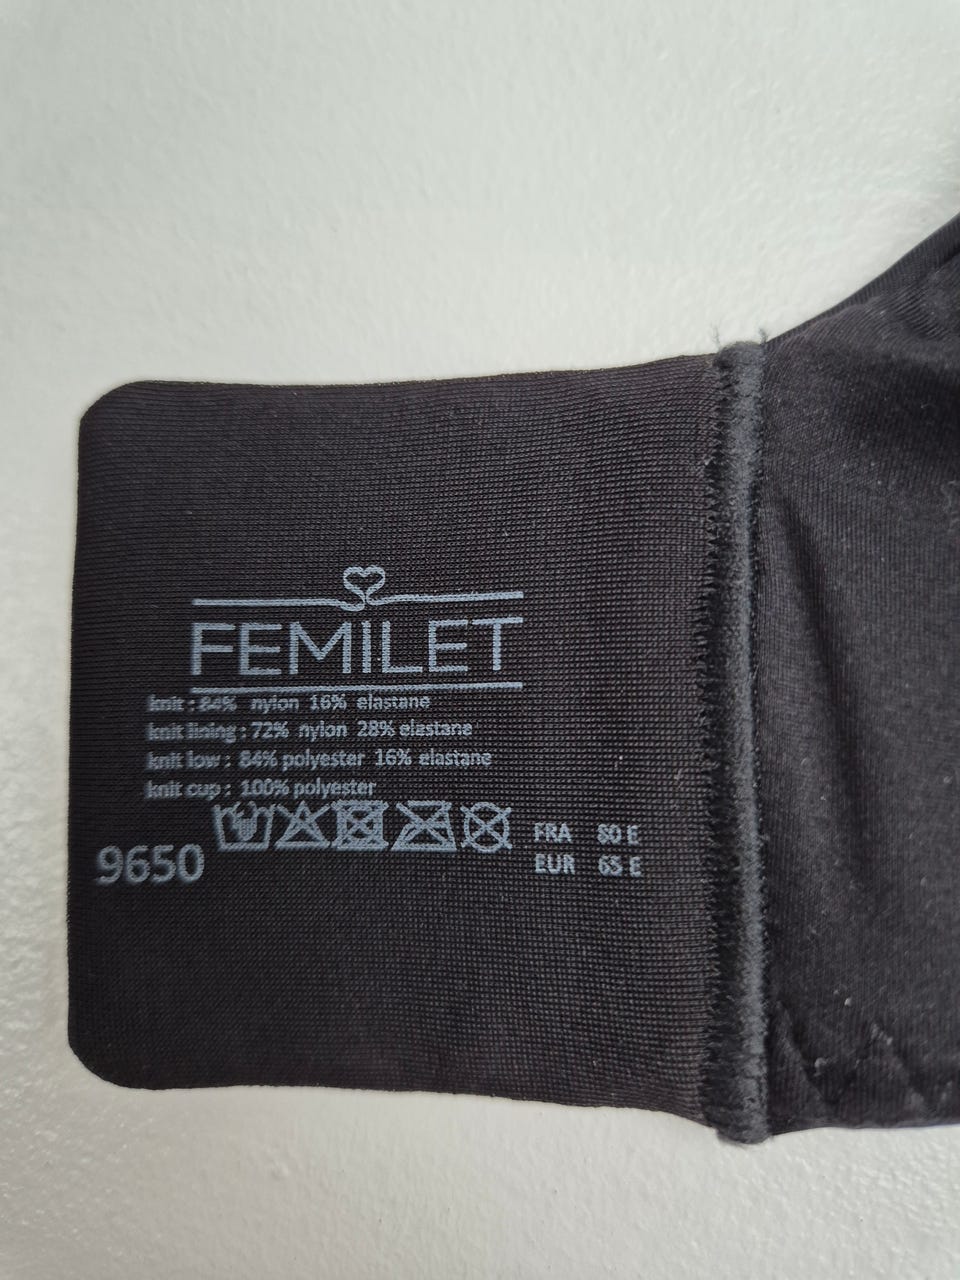 FEMILET
knit : 84% nylon 16% elastane
knit lining : 72% nylon 28% elastane
knit low : 84% polyester 16% elastane
knit cup : 100% polyester
9650
FRA 80 E
EUR 65 E